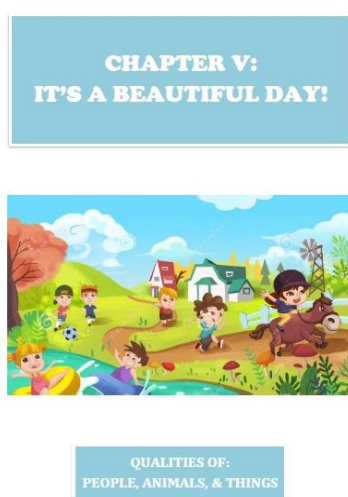 CHAPTER V:
IT'S A BEAUTIFUL DAY!
QUALITIES OF:
PEOPLE, ANIMALS, & THINGS